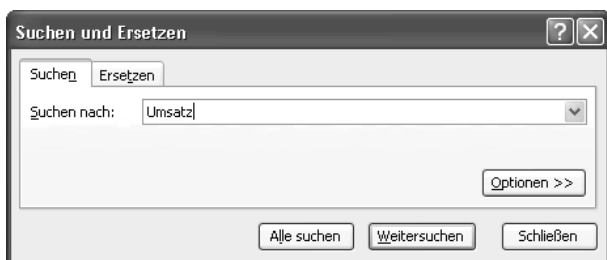 Suchen und Ersetzen
Suchen Ersetzen
Suchen nach: Umsatz
Optionen >>
Alle suchen Weitersuchen Schließen